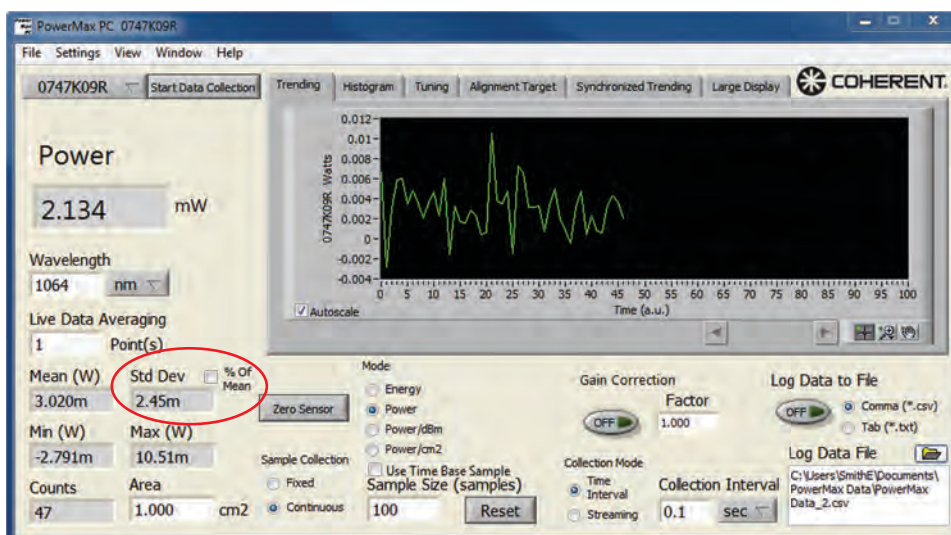 PowerMax PC 0747K09R
File Settings View Window Help
0747K09R Start Data Collection
Trending Histogram Tuning Alignment Target Synchronized Trending Large Display
COHERENT.
Power
2.134 mW
Wavelength
1064 nm
Live Data Averaging
1 Point(s)
Mean (W) Std Dev % Of Mean
3.020m 2.45m
Min (W) Max (W)
-2.791m 10.51m
Counts Area
47 1.000 cm2
0747K09R Watts
0.012
0.01
0.008
0.006
0.004
0.002
0
-0.002
-0.004
0 5 10 15 20 25 30 35 40 45 50 55 60 65 70 75 80 85 90 95 100
Time (a.u.)
Autoscale
Zero Sensor
Sample Collection
Fixed
Continuous
Mode
Energy
Power
Power/dBm
Power/cm2
Use Time Base Sample
Sample Size (samples)
100 Reset
Gain Correction
OFF
Factor
1.000
Collection Mode
Time Interval
Streaming
Collection Interval
0.1 sec
Log Data to File
OFF
Comma (*.csv)
Tab (*.txt)
Log Data File
C:\Users\SmithE\Documents\
PowerMax Data\PowerMax
Data_2.csv